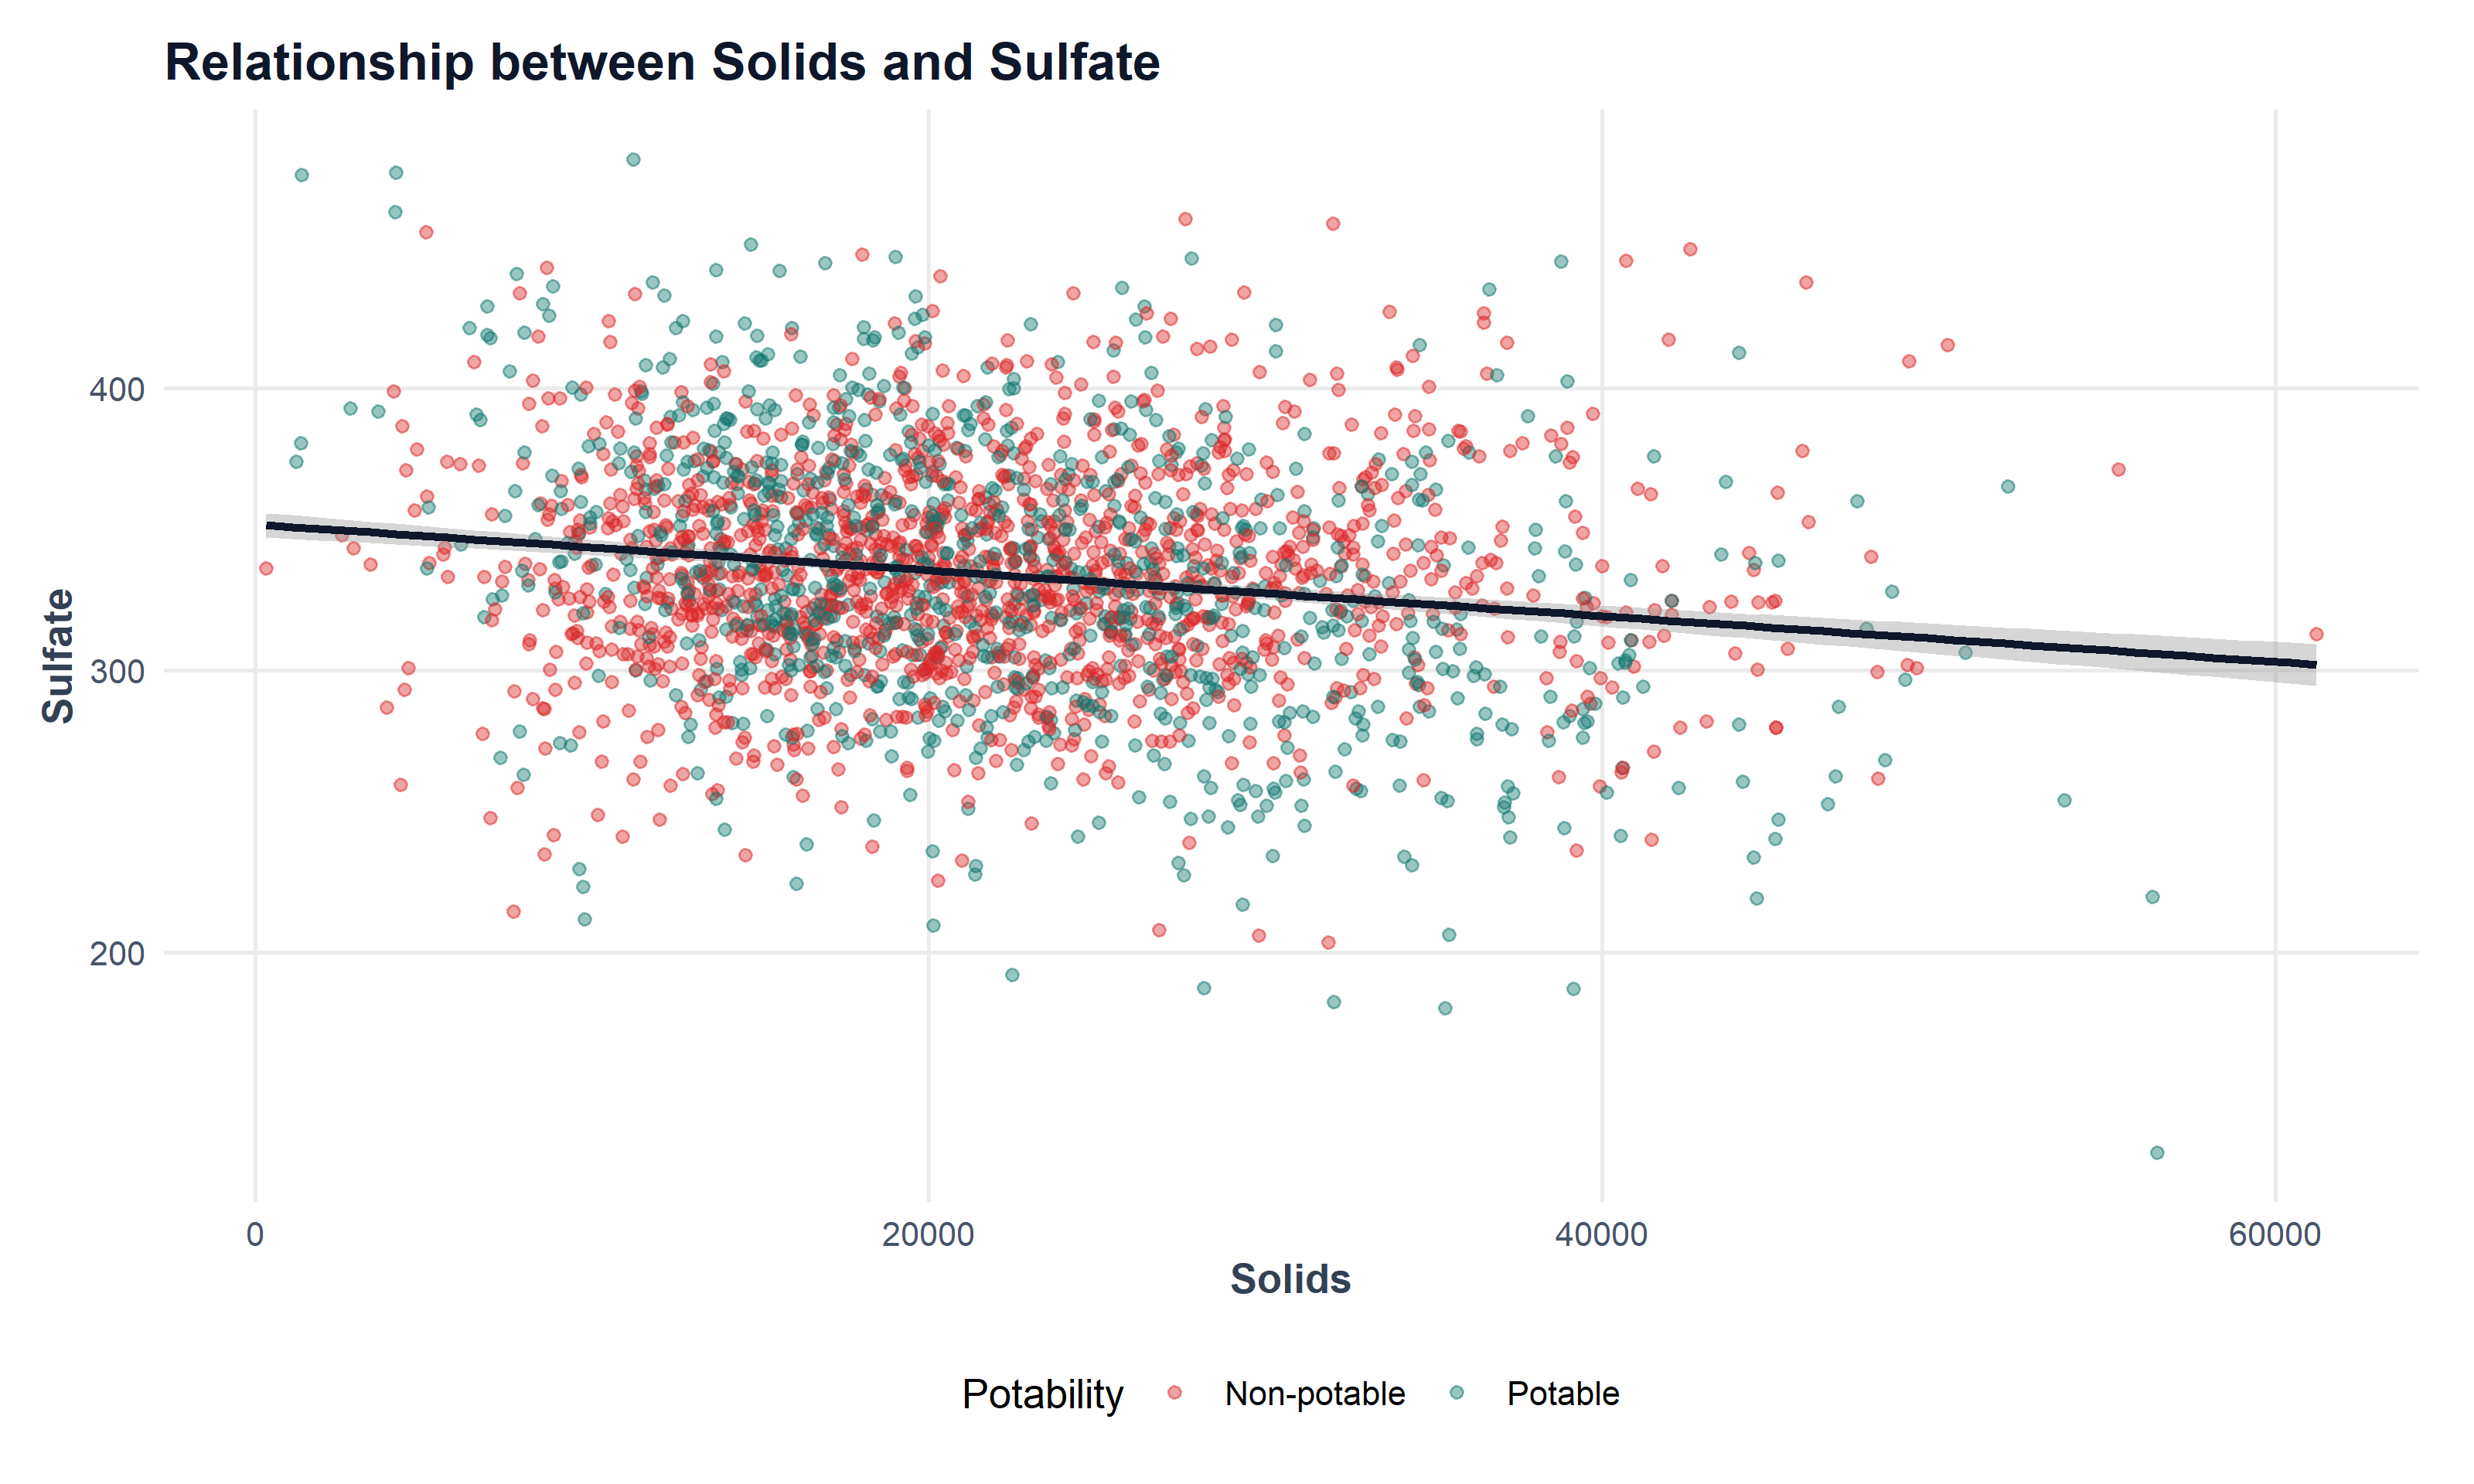 Relationship between Solids and Sulfate
Sulfate
400
300
200
0
20000
40000
60000
Solids
Potability
Non-potable
Potable